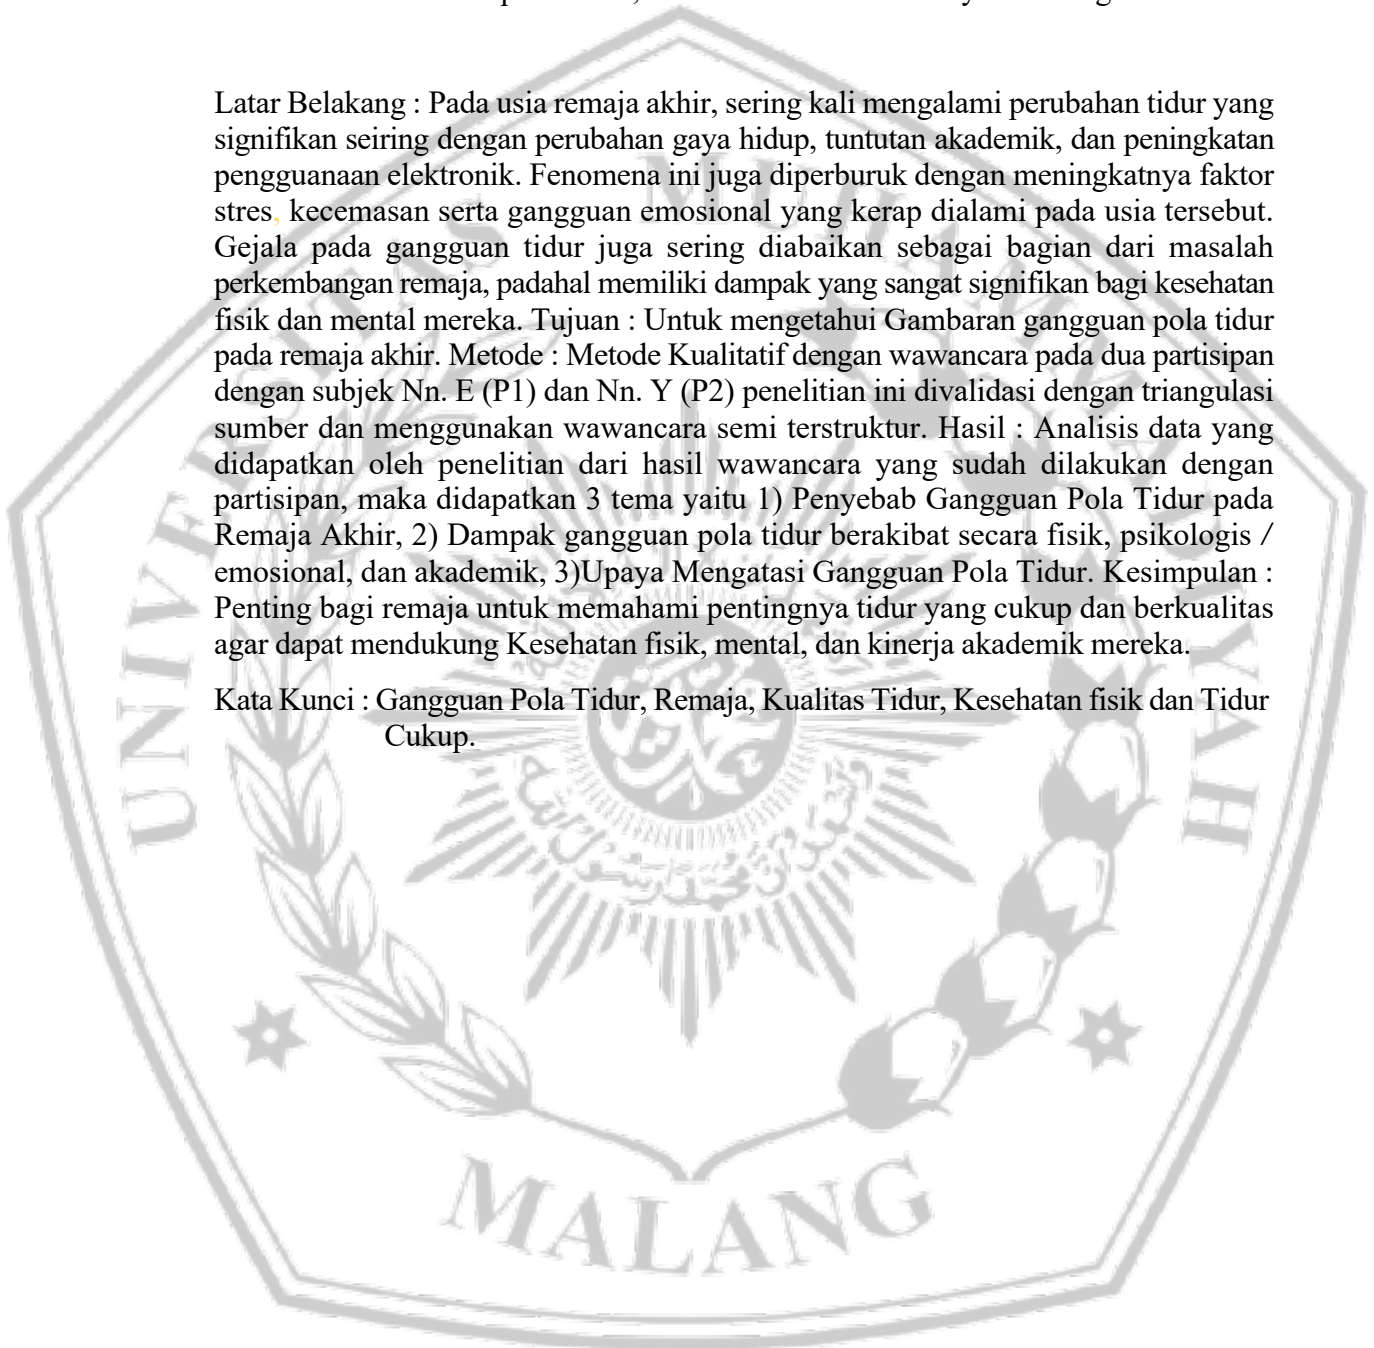 Latar Belakang : Pada usia remaja akhir, sering kali mengalami perubahan tidur yang
signifikan seiring dengan perubahan gaya hidup, tuntutan akademik, dan peningkatan
pengguanaan elektronik. Fenomena ini juga diperburuk dengan meningkatnya faktor
stres, kecemasan serta gangguan emosional yang kerap dialami pada usia tersebut.
Gejala pada gangguan tidur juga sering diabaikan sebagai bagian dari masalah
perkembangan remaja, padahal memiliki dampak yang sangat signifikan bagi kesehatan
fisik dan mental mereka. Tujuan : Untuk mengetahui Gambaran gangguan pola tidur
pada remaja akhir. Metode : Metode Kualitatif dengan wawancara pada dua partisipan
dengan subjek Nn. E (P1) dan Nn. Y (P2) penelitian ini divalidasi dengan triangulasi
sumber dan menggunakan wawancara semi terstruktur. Hasil : Analisis data yang
didapatkan oleh penelitian dari hasil wawancara yang sudah dilakukan dengan
partisipan, maka didapatkan 3 tema yaitu 1) Penyebab Gangguan Pola Tidur pada
Remaja Akhir, 2) Dampak gangguan pola tidur berakibat secara fisik, psikologis /
emosional, dan akademik, 3)Upaya Mengatasi Gangguan Pola Tidur. Kesimpulan :
Penting bagi remaja untuk memahami pentingnya tidur yang cukup dan berkualitas
agar dapat mendukung Kesehatan fisik, mental, dan kinerja akademik mereka.
Kata Kunci : Gangguan Pola Tidur, Remaja, Kualitas Tidur, Kesehatan fisik dan Tidur
Cukup.
UNIVERSITAS MUHAMMADIYAH
MALANG